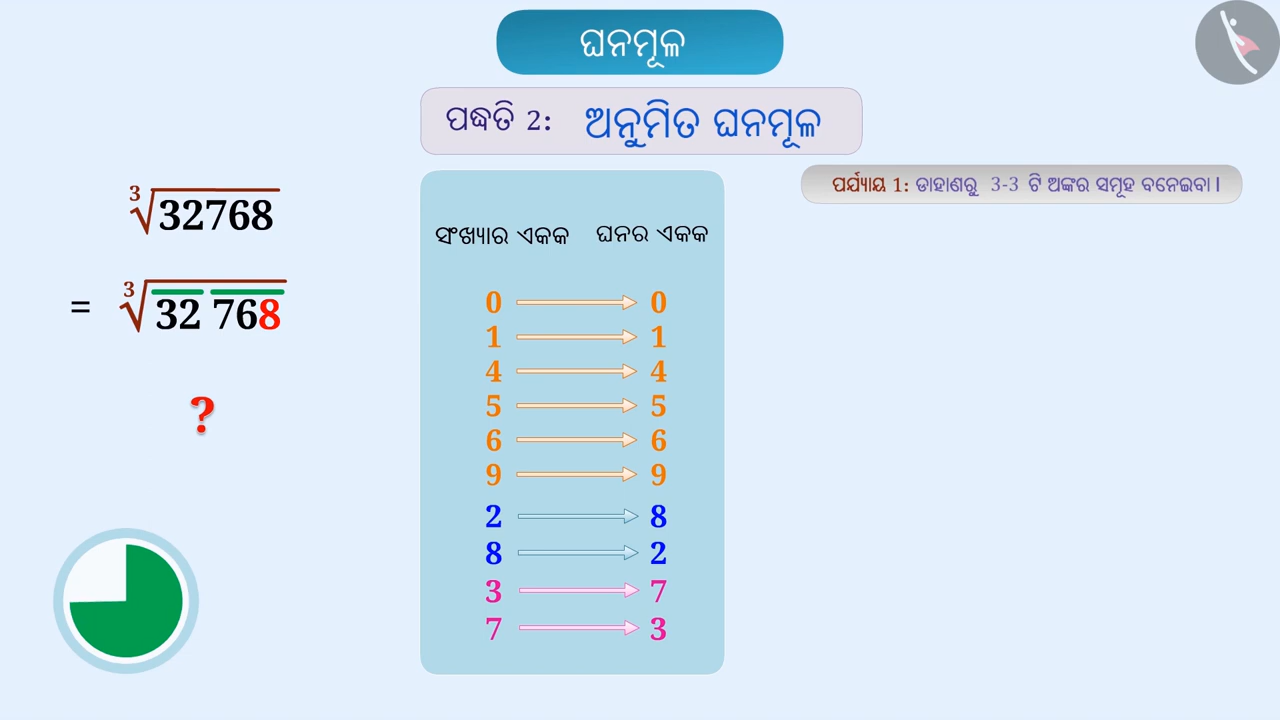 ଘନମୂଳ
ପଦ୍ଧତି 2: ଅନୁମିତ ଘନମୂଳ
ପର୍ଯ୍ୟାୟ 1: ଡାହାଣରୁ 3-3 ଟି ଅଙ୍କର ସମୂହ ବନେଇବା ।
∛32768
= ∛32 768
?
ସଂଖ୍ୟାର ଏକକ ଘନର ଏକକ
0 0
1 1
4 4
5 5
6 6
9 9
2 8
8 2
3 7
7 3